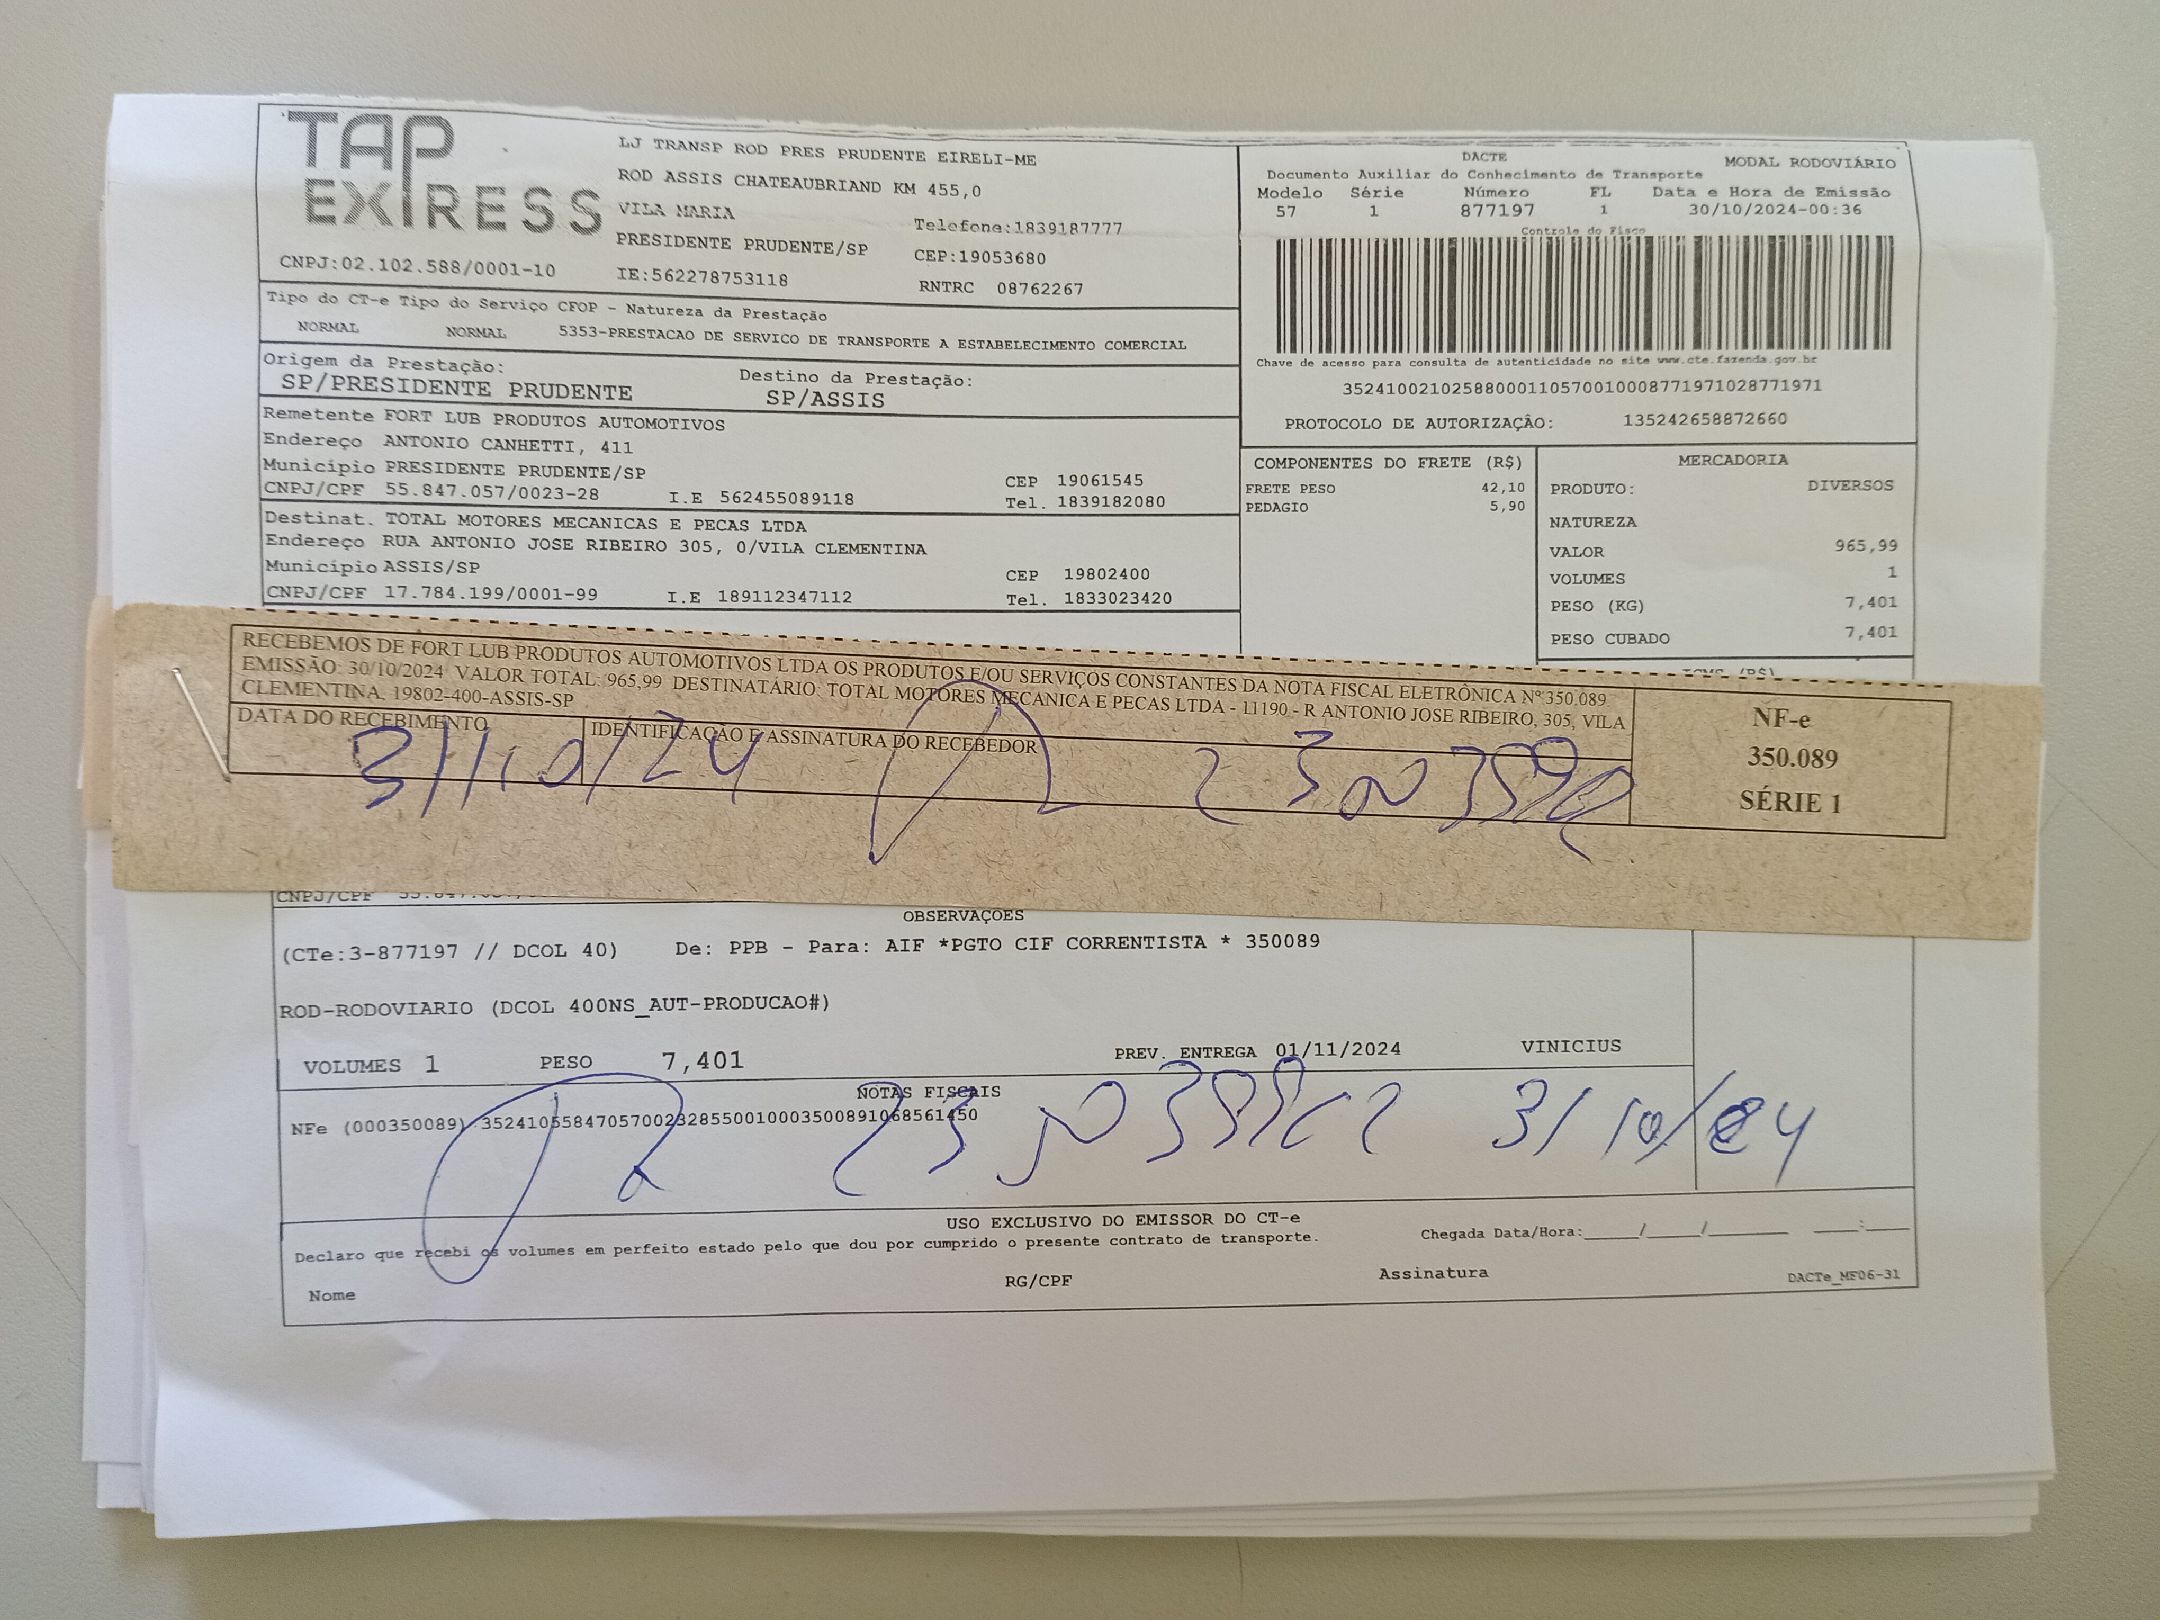 TAP
EXPRESS
CNPJ:02.102.588/0001-10
LJ TRANSP ROD PRES PRUDENTE EIRELI-ME
ROD ASSIS CHATEAUBRIAND KM 455,0
VILA MARIA
Telefone:1839187777
PRESIDENTE PRUDENTE/SP
CEP:19053680
IE:562278753118
RNTRC 08762267
DACTE
MODAL RODOVIÁRIO
Documento Auxiliar do Conhecimento de Transporte
Modelo Série Número FL Data e Hora de Emissão
57 1 877197 1 30/10/2024-00:36
Controle do Fisco
Chave de acesso para consulta de autenticidade no site www.cte.fazenda.gov.br
35241002102588000110570010008771971028771971
PROTOCOLO DE AUTORIZAÇÃO: 135242658872660
Tipo do CT-e Tipo do Serviço CFOP - Natureza da Prestação
NORMAL NORMAL 5353-PRESTACAO DE SERVICO DE TRANSPORTE A ESTABELECIMENTO COMERCIAL
Origem da Prestação: Destino da Prestação:
SP/PRESIDENTE PRUDENTE SP/ASSIS
Remetente FORT LUB PRODUTOS AUTOMOTIVOS
Endereço ANTONIO CANHETTI, 411
Município PRESIDENTE PRUDENTE/SP CEP 19061545
CNPJ/CPF 55.847.057/0023-28 I.E 562455089118 Tel. 1839182080
Destinat. TOTAL MOTORES MECANICAS E PECAS LTDA
Endereço RUA ANTONIO JOSE RIBEIRO 305, 0/VILA CLEMENTINA
Município ASSIS/SP CEP 19802400
CNPJ/CPF 17.784.199/0001-99 I.E 189112347112 Tel. 1833023420
COMPONENTES DO FRETE (R$)
FRETE PESO 42,10
PEDAGIO 5,90
MERCADORIA
PRODUTO: DIVERSOS
NATUREZA
VALOR 965,99
VOLUMES 1
PESO (KG) 7,401
PESO CUBADO 7,401
RECEBEMOS DE FORT LUB PRODUTOS AUTOMOTIVOS LTDA OS PRODUTOS E/OU SERVIÇOS CONSTANTES DA NOTA FISCAL ELETRÔNICA Nº 350.089
EMISSÃO: 30/10/2024 VALOR TOTAL: 965,99 DESTINATÁRIO: TOTAL MOTORES MECANICA E PECAS LTDA - 11190 - R ANTONIO JOSE RIBEIRO, 305, VILA
CLEMENTINA. 19802-400-ASSIS-SP
DATA DO RECEBIMENTO
IDENTIFICAÇÃO E ASSINATURA DO RECEBEDOR
31/10/24
NF-e
350.089
SÉRIE 1
CNPJ/CPF
OBSERVAÇÕES
(CTe:3-877197 // DCOL 40) De: PPB - Para: AIF *PGTO CIF CORRENTISTA * 350089
ROD-RODOVIARIO (DCOL 400NS_AUT-PRODUCAO#)
VOLUMES 1 PESO 7,401 PREV. ENTREGA 01/11/2024 VINICIUS
NOTAS FISCAIS
NFe (000350089) 35241055847057002328550010003500891068561450
31/10/24
USO EXCLUSIVO DO EMISSOR DO CT-e
Declaro que recebi os volumes em perfeito estado pelo que dou por cumprido o presente contrato de transporte.
Chegada Data/Hora:_____/_____/_______ ____:____
Nome RG/CPF Assinatura DACTe_MF06-31